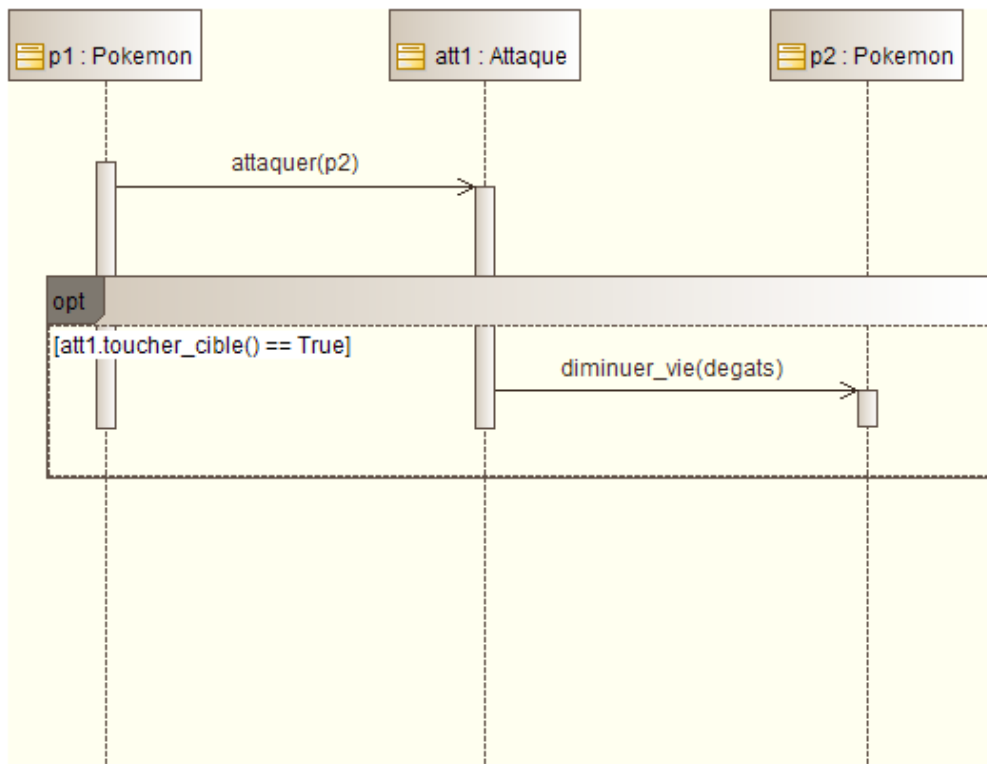 p1 : Pokemon
att1 : Attaque
p2 : Pokemon
attaquer(p2)
opt
[att1.toucher_cible() == True]
diminuer_vie(degats)